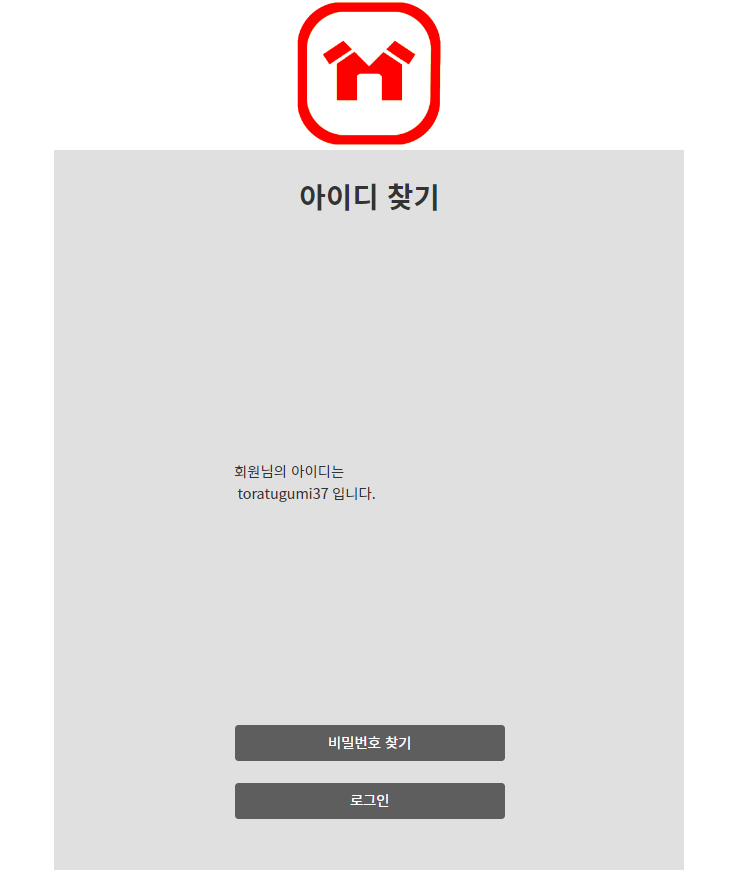 아이디 찾기
회원님의 아이디는
toratugumi37 입니다.
비밀번호 찾기
로그인